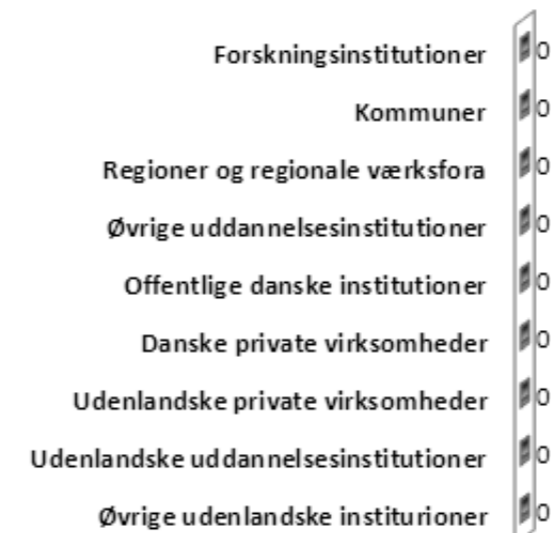 Forskningsinstitutioner 0
Kommuner 0
Regioner og regionale værksfora 0
Øvrige uddannelsesinstitutioner 0
Offentlige danske institutioner 0
Danske private virksomheder 0
Udenlandske private virksomheder 0
Udenlandske uddannelsesinstitutioner 0
Øvrige udenlandske institurioner 0